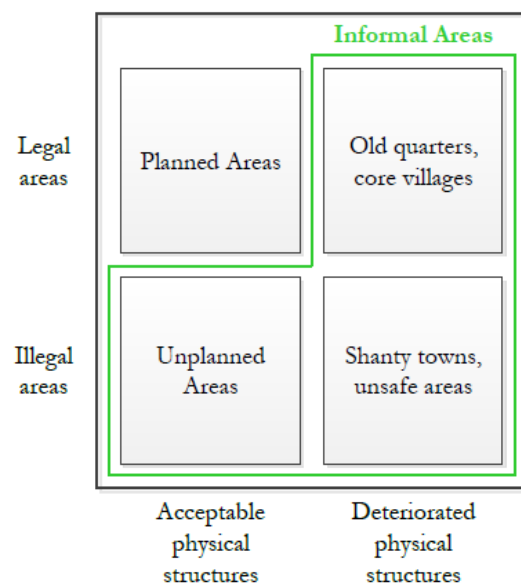 Informal Areas
Legal
areas
Planned Areas
Old quarters,
core villages
Illegal
areas
Unplanned
Areas
Shanty towns,
unsafe areas
Acceptable
physical
structures
Deteriorated
physical
structures